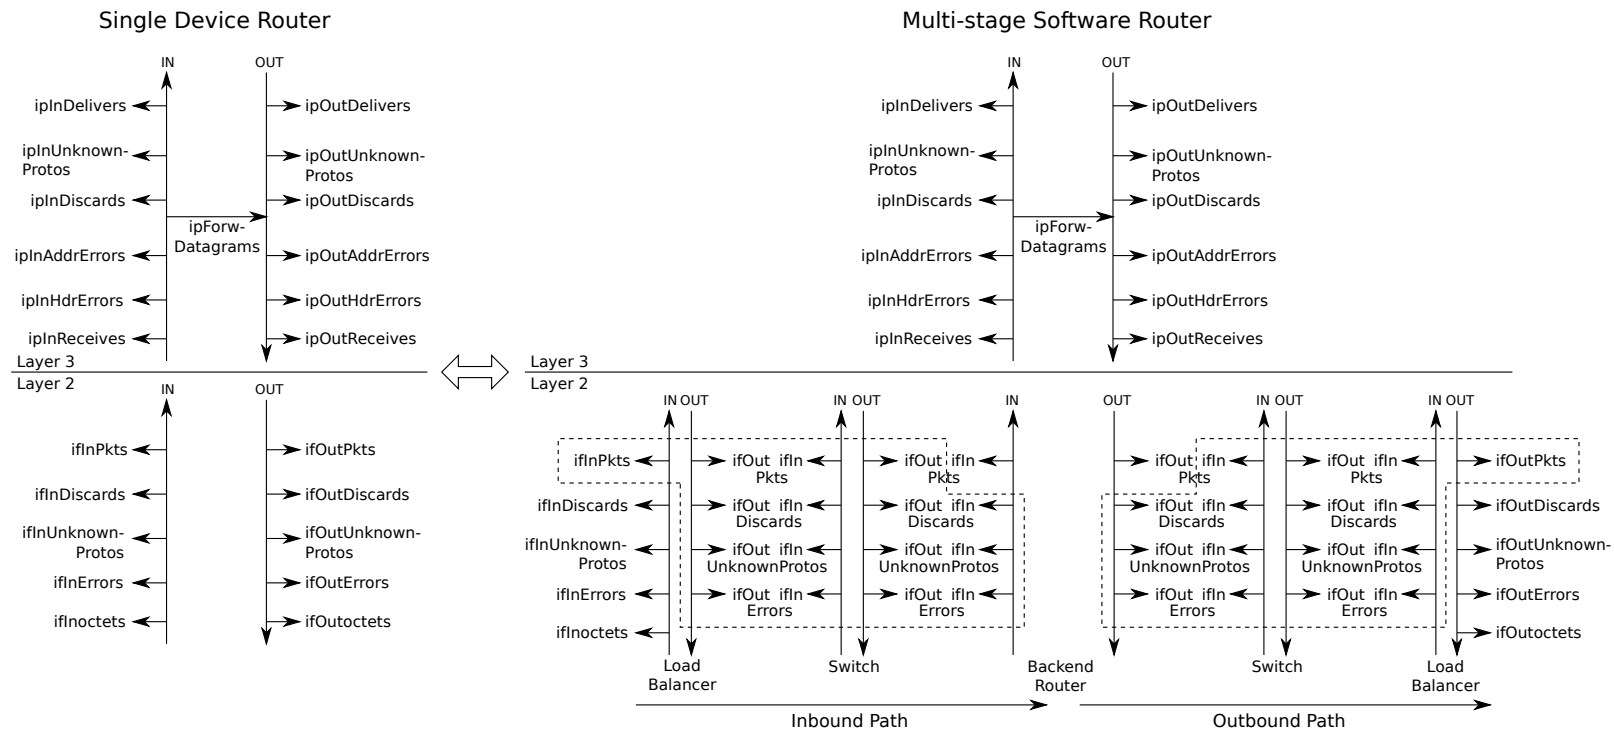 Single Device Router
IN OUT
ipInDelivers ipOutDelivers
ipInUnknown- ipOutUnknown-
Protos Protos
ipInDiscards ipOutDiscards
ipForw-
Datagrams
ipInAddrErrors ipOutAddrErrors
ipInHdrErrors ipOutHdrErrors
ipInReceives ipOutReceives
Layer 3
Layer 2
IN OUT
ifInPkts ifOutPkts
ifInDiscards ifOutDiscards
ifInUnknown- ifOutUnknown-
Protos Protos
ifInErrors ifOutErrors
ifInoctets ifOutoctets
Multi-stage Software Router
IN OUT
ipInDelivers ipOutDelivers
ipInUnknown- ipOutUnknown-
Protos Protos
ipInDiscards ipOutDiscards
ipForw-
Datagrams
ipInAddrErrors ipOutAddrErrors
ipInHdrErrors ipOutHdrErrors
ipInReceives ipOutReceives
Layer 3
Layer 2
IN OUT IN OUT IN OUT IN OUT IN OUT
ifInPkts ifOut ifIn ifOut ifIn ifOut ifIn ifOut ifIn ifOutPkts
Pkts Pkts Pkts Pkts
ifInDiscards ifOut ifIn ifOut ifIn ifOut ifIn ifOut ifIn ifOutDiscards
Discards Discards Discards Discards
ifInUnknown- ifOut ifIn ifOut ifIn ifOut ifIn ifOut ifIn ifOutUnknown-
Protos UnknownProtos UnknownProtos UnknownProtos UnknownProtos Protos
ifInErrors ifOut ifIn ifOut ifIn ifOut ifIn ifOut ifIn ifOutErrors
Errors Errors Errors Errors
ifInoctets ifOutoctets
Load Switch Backend Switch Load
Balancer Router Balancer
Inbound Path Outbound Path